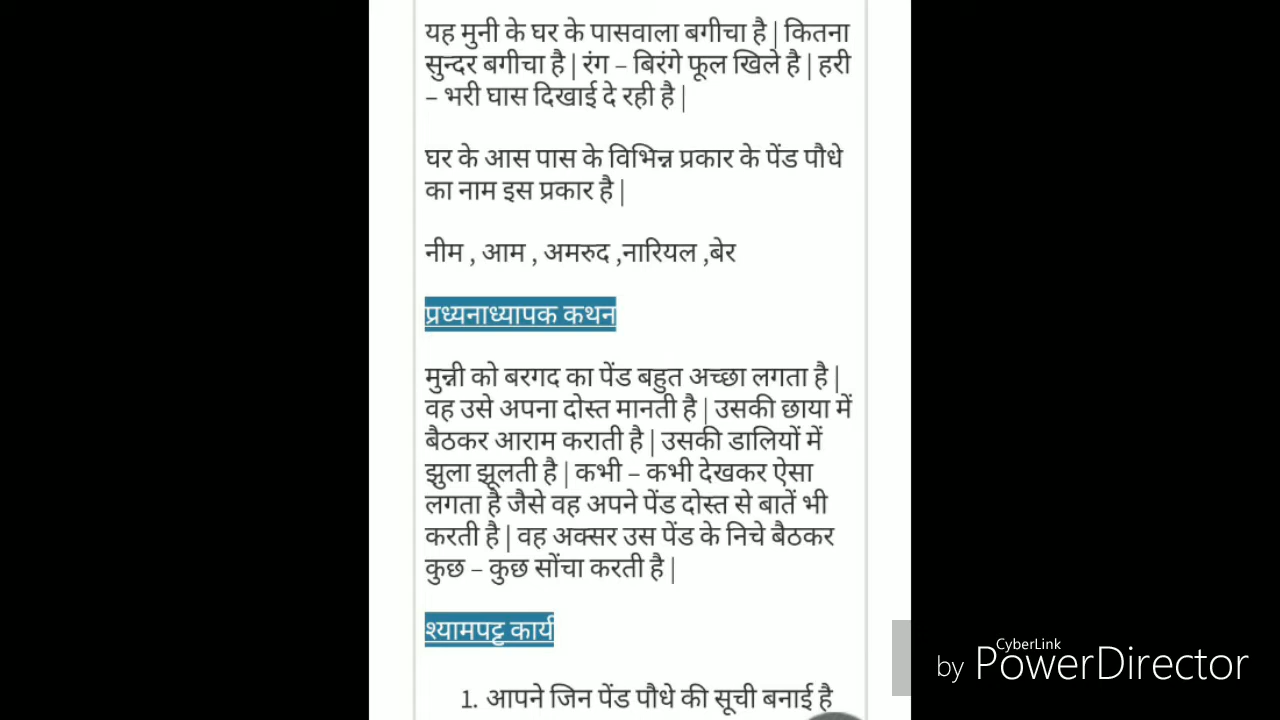 यह मुनी के घर के पासवाला बगीचा है | कितना
सुन्दर बगीचा है | रंग – बिरंगे फूल खिले है | हरी
– भरी घास दिखाई दे रही है |
घर के आस पास के विभिन्न प्रकार के पेंड पौधे
का नाम इस प्रकार है |
नीम , आम , अमरुद ,नारियल ,बेर
प्रध्यनाध्यापक कथन
मुन्नी को बरगद का पेंड बहुत अच्छा लगता है |
वह उसे अपना दोस्त मानती है | उसकी छाया में
बैठकर आराम कराती है | उसकी डालियों में
झुला झूलती है | कभी – कभी देखकर ऐसा
लगता है जैसे वह अपने पेंड दोस्त से बातें भी
करती है | वह अक्सर उस पेंड के निचे बैठकर
कुछ – कुछ सोंचा करती है |
श्यामपट्ट कार्य
1. आपने जिन पेंड पौधे की सूची बनाई है
CyberLink
by PowerDirector